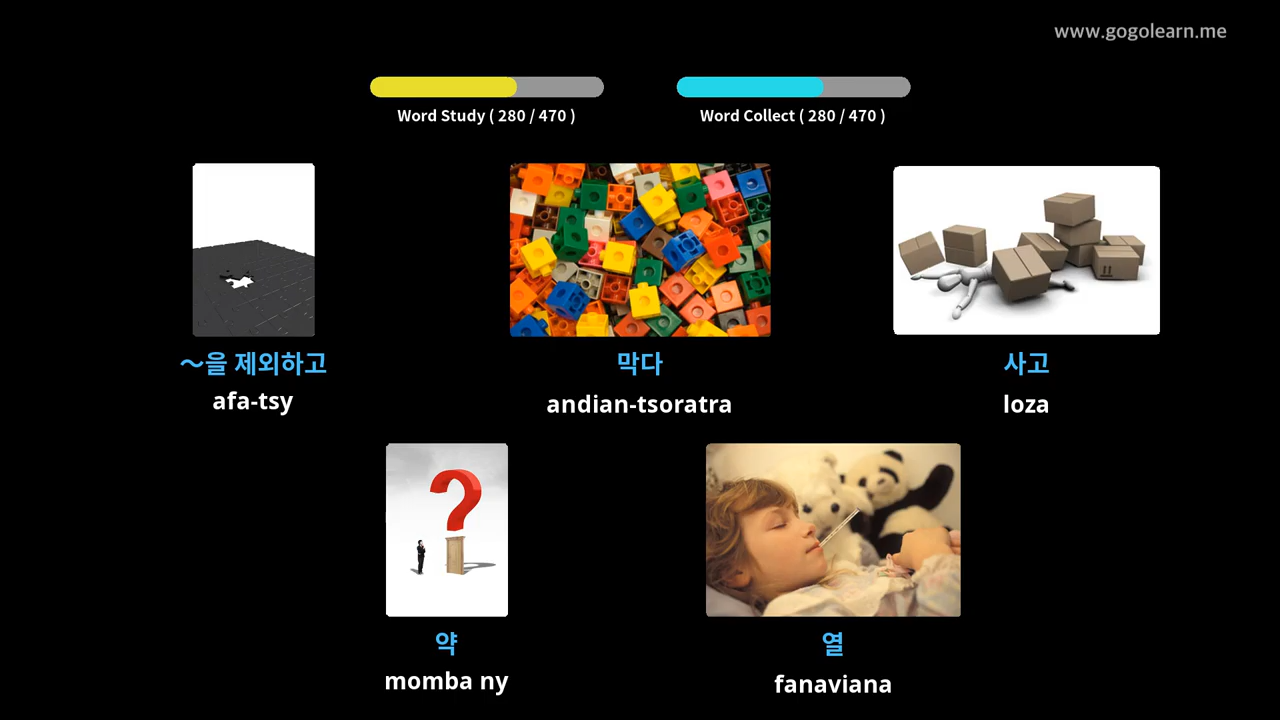 www.gogolearn.me
Word Study ( 280 / 470 )
Word Collect ( 280 / 470 )
～을 제외하고
afa-tsy
막다
andian-tsoratra
사고
loza
약
momba ny
열
fanaviana